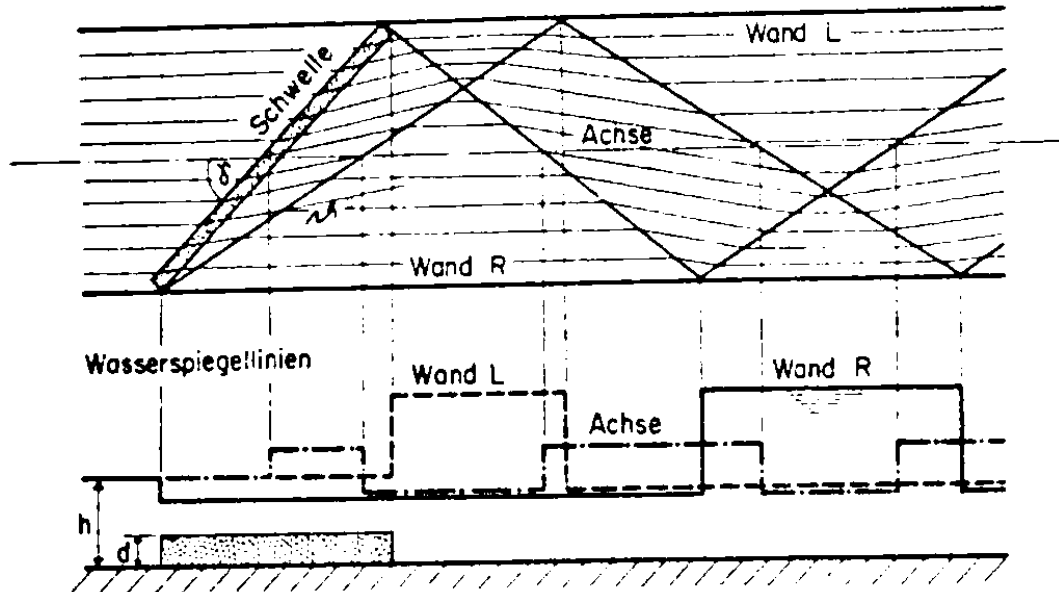 Wand L
Schwelle
Achse
γ
Wand R
Wasserspiegellinien
Wand L
Wand R
Achse
h
d